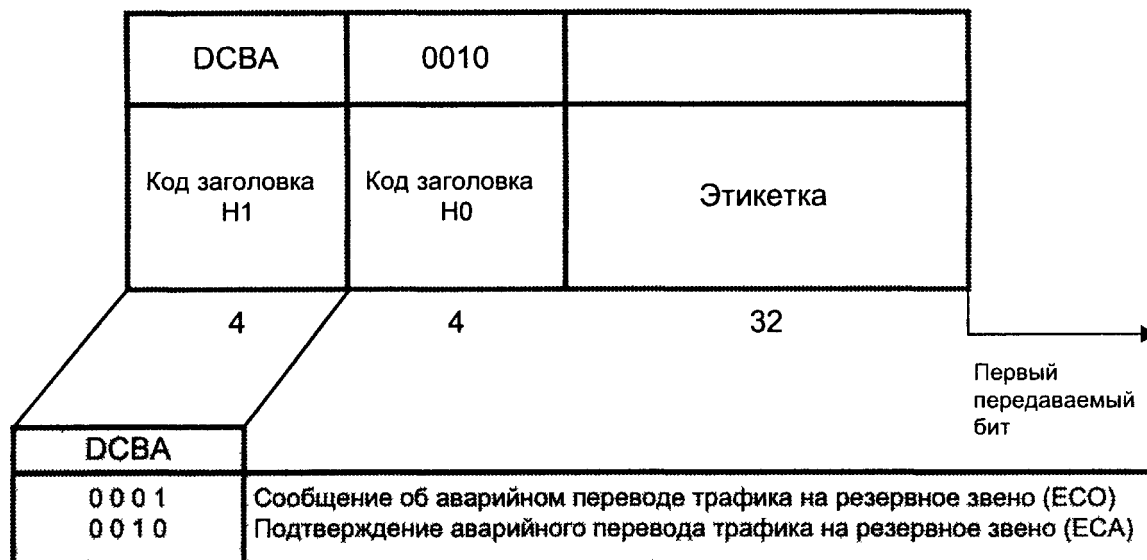 DCBA 0010
Код заголовка H1
Код заголовка H0
Этикетка
4 4 32
Первый
передаваемый
бит
DCBA
0 0 0 1 Сообщение об аварийном переводе трафика на резервное звено (ECO)
0 0 1 0 Подтверждение аварийного перевода трафика на резервное звено (ECA)